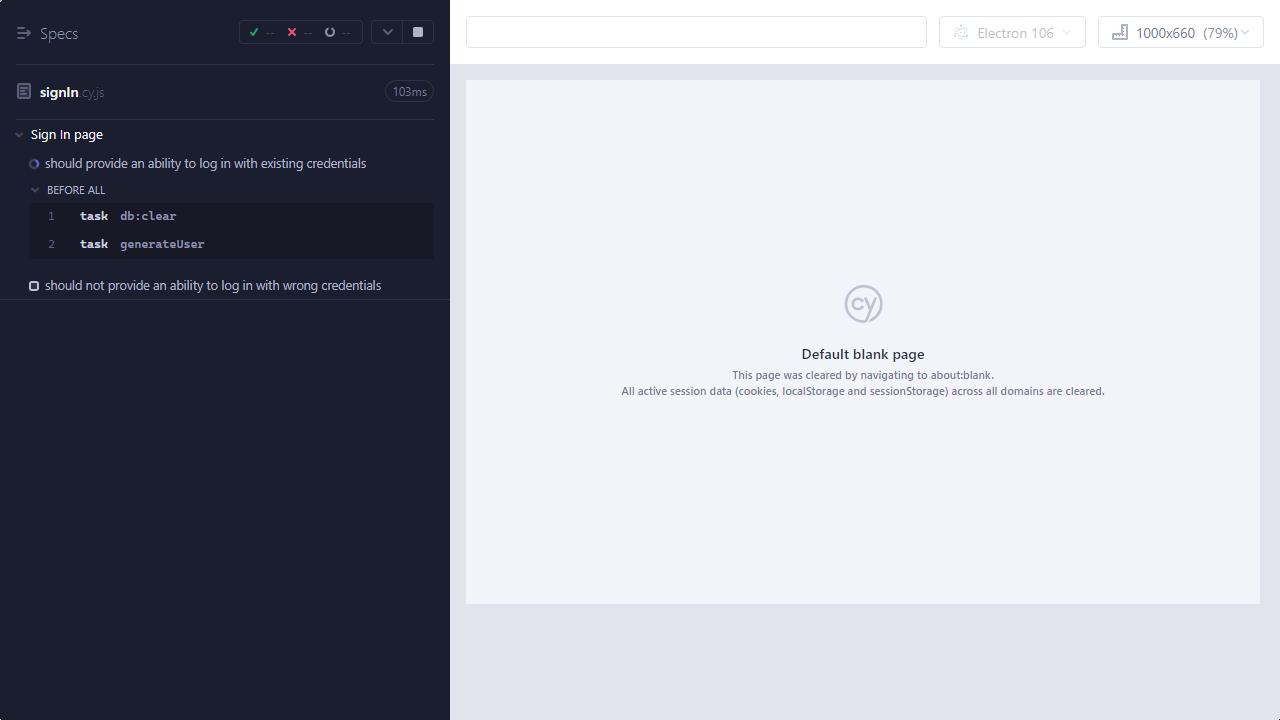 Specs
-- -- --
signIn.cy.js
103ms
Sign In page
should provide an ability to log in with existing credentials
BEFORE ALL
1 task db:clear
2 task generateUser
should not provide an ability to log in with wrong credentials
Electron 106
1000x660 (79%)
cy
Default blank page
This page was cleared by navigating to about:blank.
All active session data (cookies, localStorage and sessionStorage) across all domains are cleared.